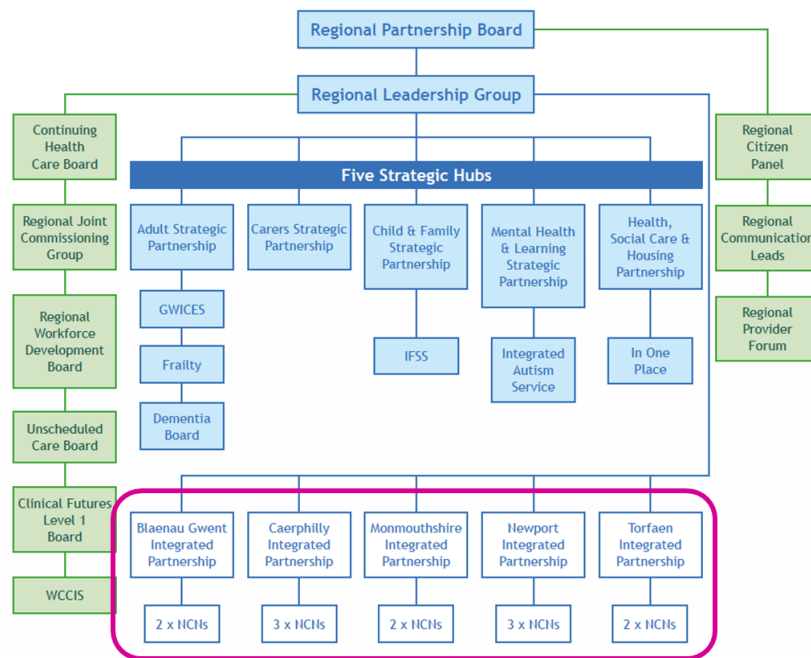 Regional Partnership Board
Regional Leadership Group
Continuing
Health
Care Board
Regional Joint
Commissioning
Group
Regional
Workforce
Development
Board
Unscheduled
Care Board
Clinical Futures
Level 1
Board
WCCIS
Five Strategic Hubs
Adult Strategic
Partnership
GWICES
Frailty
Dementia
Board
Carers Strategic
Partnership
Child & Family
Strategic
Partnership
IFSS
Mental Health
& Learning
Strategic
Partnership
Integrated
Autism
Service
Health,
Social Care &
Housing
Partnership
In One
Place
Regional
Citizen
Panel
Regional
Communication
Leads
Regional
Provider
Forum
Blaenau Gwent
Integrated
Partnership
2 x NCNs
Caerphilly
Integrated
Partnership
3 x NCNs
Monmouthshire
Integrated
Partnership
2 x NCNs
Newport
Integrated
Partnership
3 x NCNs
Torfaen
Integrated
Partnership
2 x NCNs